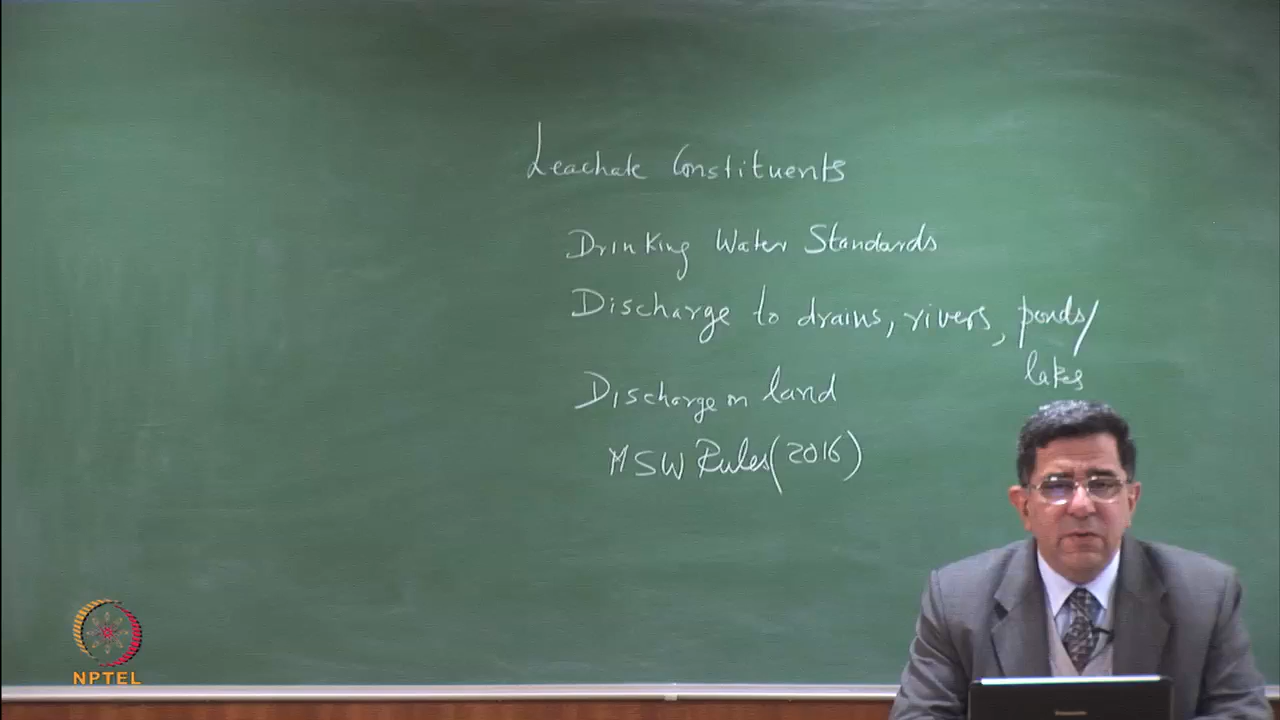 Leachate Constituents
Drinking Water Standards
Discharge to drains, rivers, ponds/
lakes
Discharge on land
MSW Rules (2016)
NPTEL